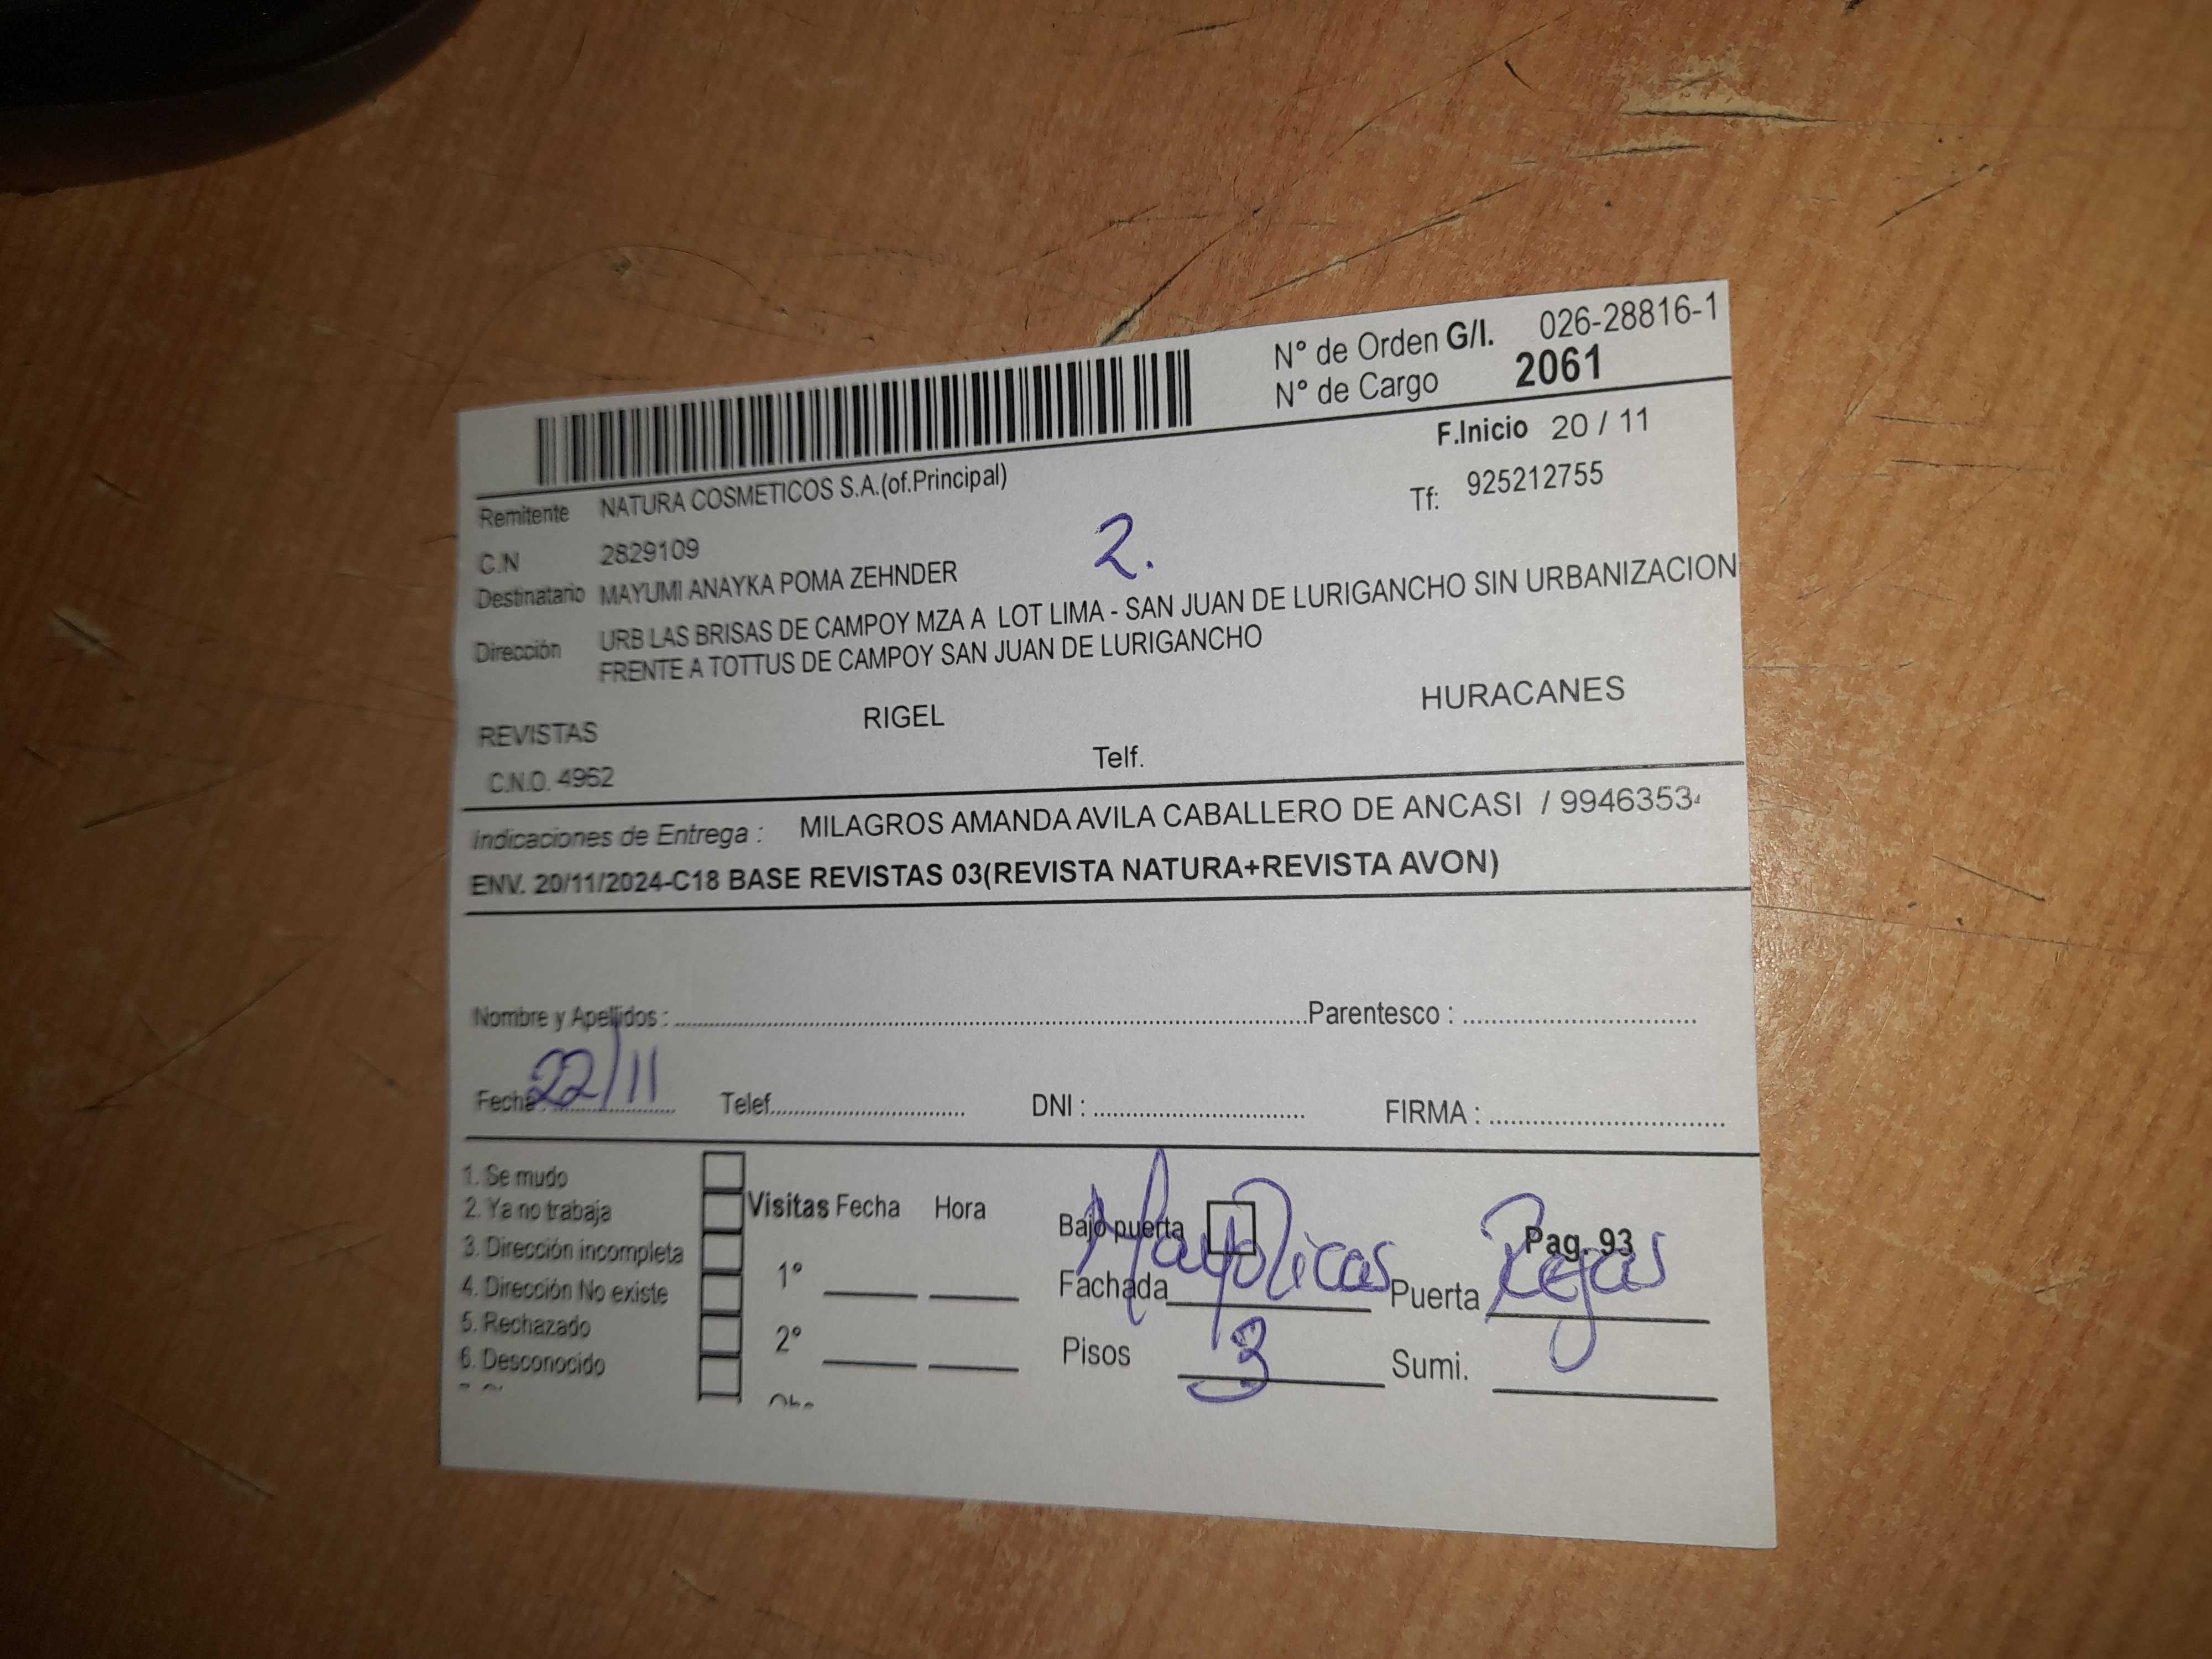 N° de Orden G/I. 026-28816-1
N° de Cargo 2061
F.Inicio 20 / 11
Remitente NATURA COSMETICOS S.A.(of.Principal)
Tf: 925212755
C.N 2829109
2.
Destinatario MAYUMI ANAYKA POMA ZEHNDER
Dirección URB LAS BRISAS DE CAMPOY MZA A LOT LIMA - SAN JUAN DE LURIGANCHO SIN URBANIZACION
FRENTE A TOTTUS DE CAMPOY SAN JUAN DE LURIGANCHO
REVISTAS RIGEL HURACANES
C.N.O. 4962 Telf.
Indicaciones de Entrega : MILAGROS AMANDA AVILA CABALLERO DE ANCASI / 9946353
ENV. 20/11/2024-C18 BASE REVISTAS 03(REVISTA NATURA+REVISTA AVON)
Nombre y Apellidos : Parentesco :
Fecha : 22/11 Telef. DNI : FIRMA :
1. Se mudo
2. Ya no trabaja
3. Dirección incompleta
4. Dirección No existe
5. Rechazado
6. Desconocido
Visitas Fecha Hora
1°
2°
Bajo puerta Pag. 93
Fachada Mayolicas Puerta Rejas
Pisos 3 Sumi.